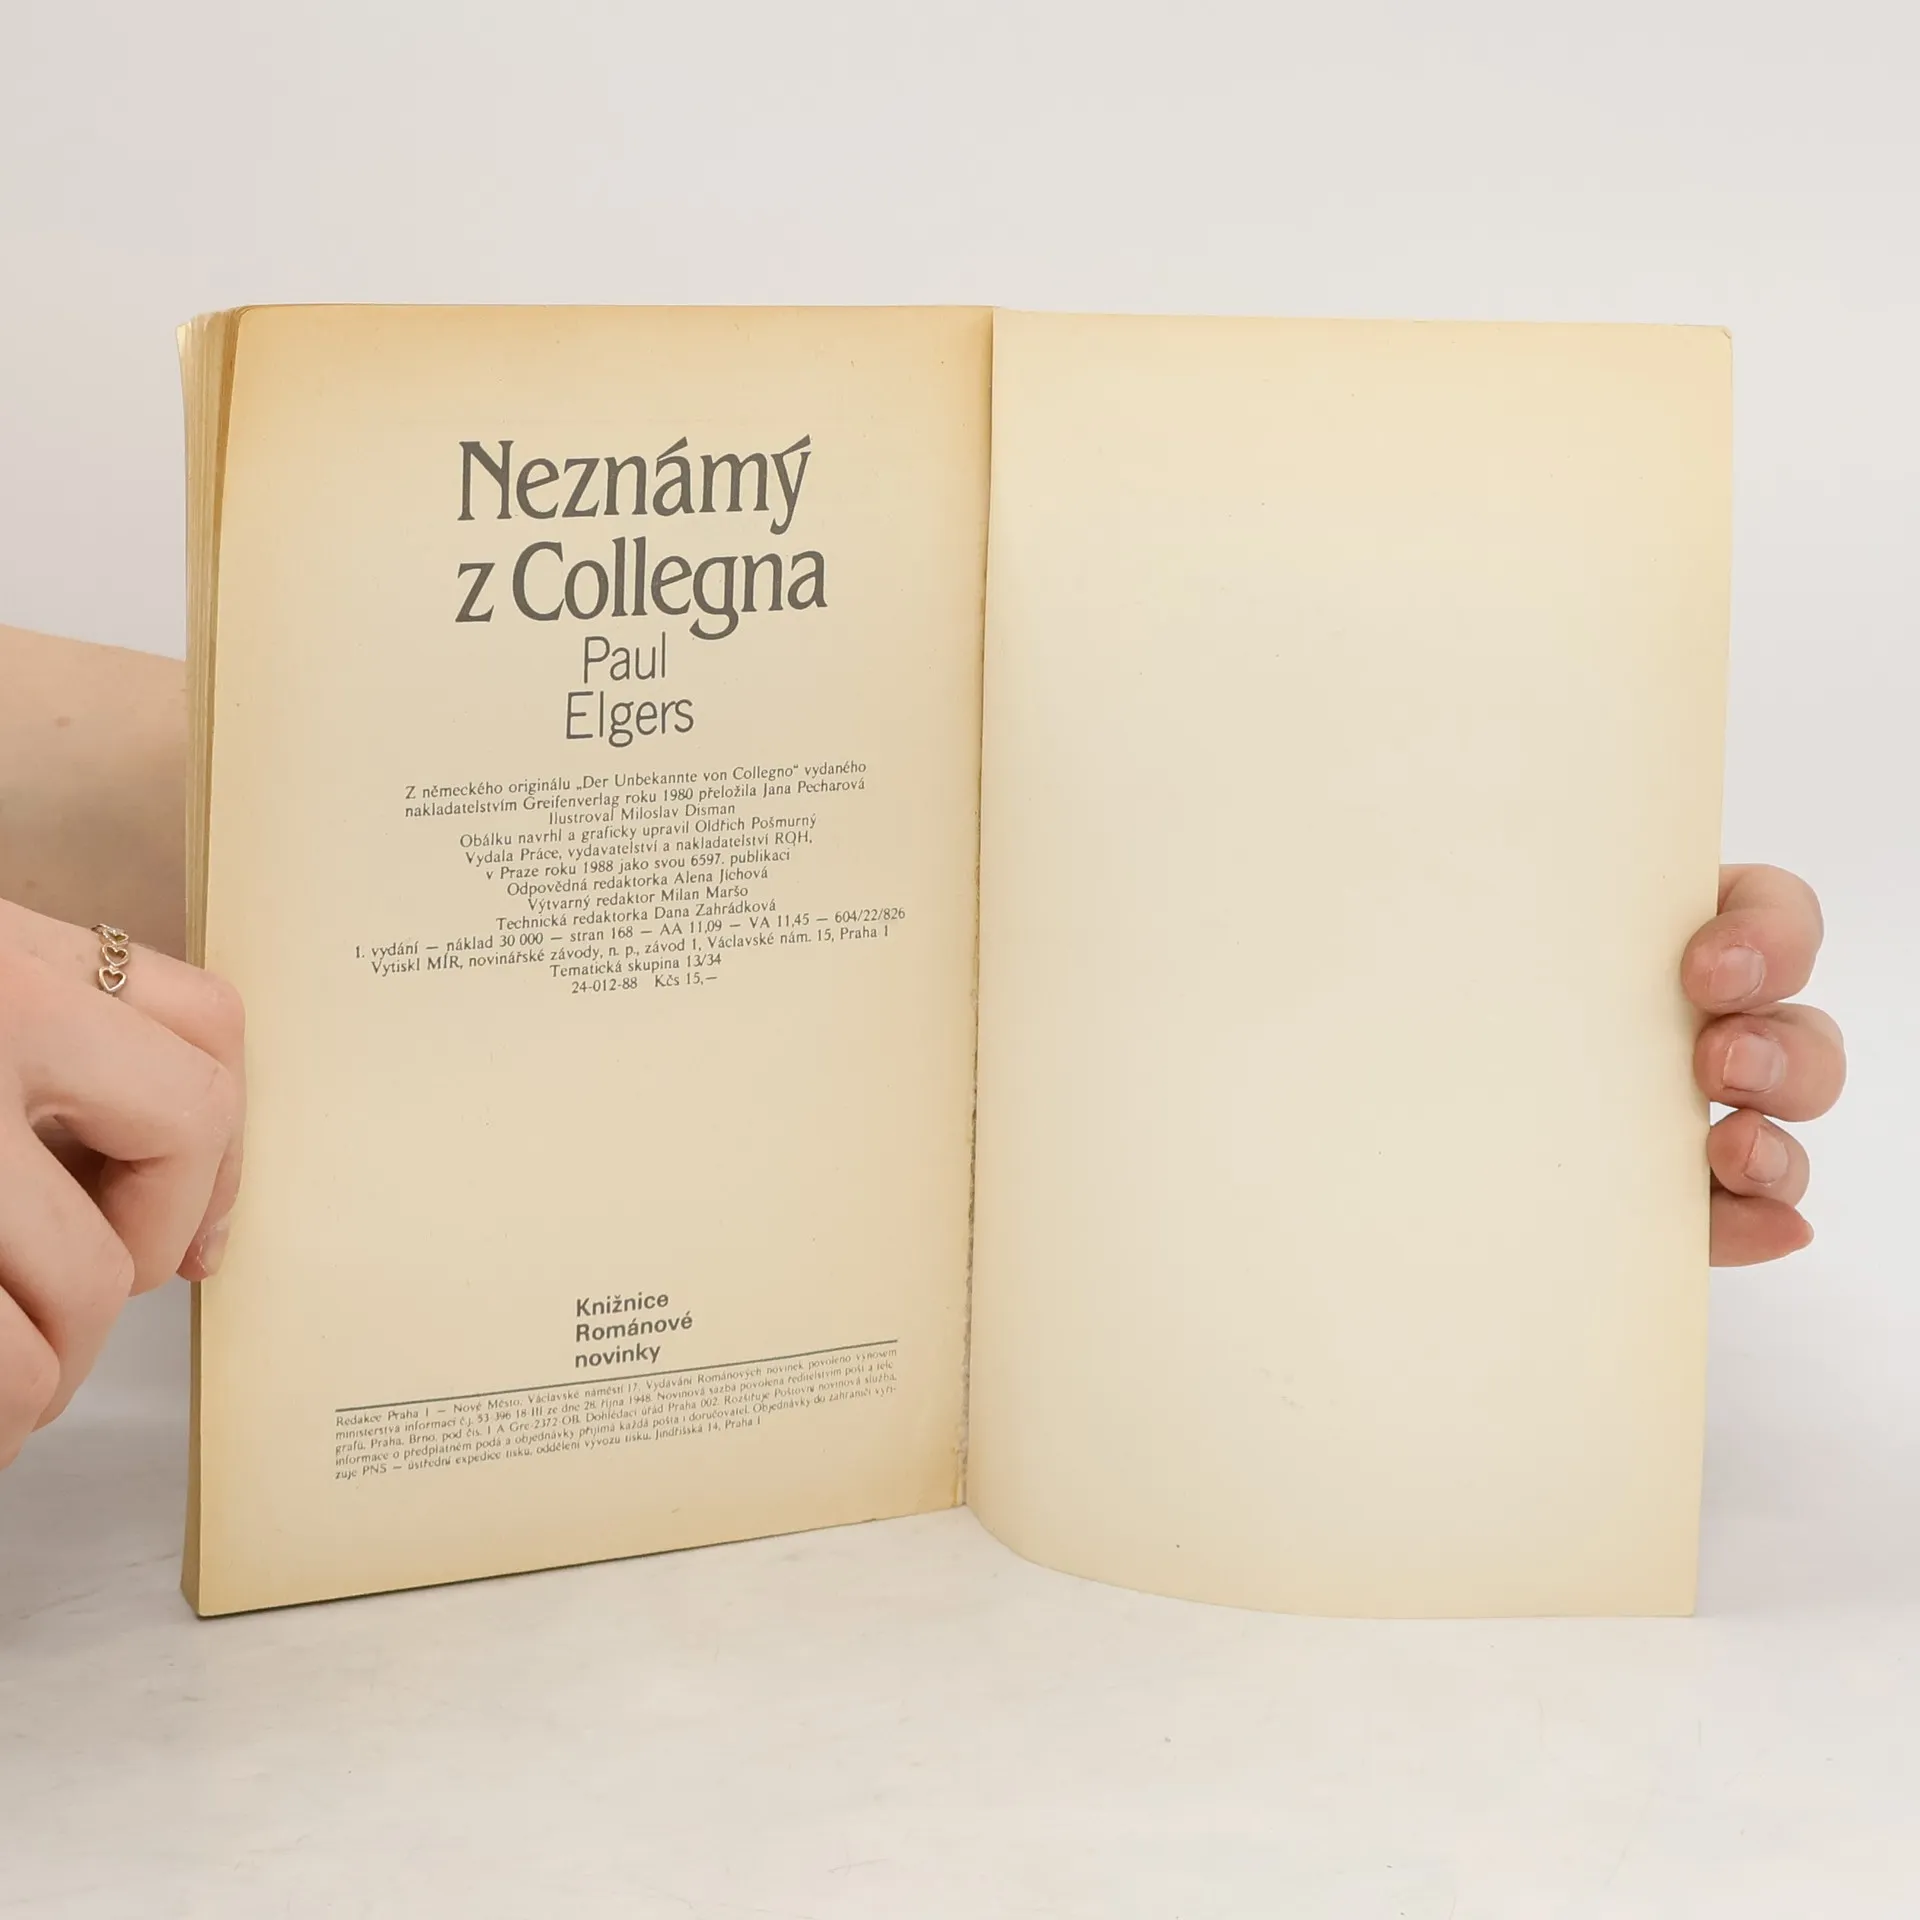 Neznámý
z Collegna
Paul
Elgers
Z německého originálu „Der Unbekannte von Collegno“ vydaného
nakladatelstvím Greifenverlag roku 1980 přeložila Jana Pecharová
Ilustroval Miloslav Disman
Obálku navrhl a graficky upravil Oldřich Pošmurný
Vydala Práce, vydavatelství a nakladatelství ROH,
v Praze roku 1988 jako svou 6597. publikaci
Odpovědná redaktorka Alena Jichová
Výtvarný redaktor Milan Maršo
Technická redaktorka Dana Zahrádková
1. vydání — náklad 30 000 — stran 168 — AA 11,09 — VA 11,45 — 604/22/826
Vytiskl MÍR, novinářské závody, n. p., závod 1, Václavské nám. 15, Praha 1
Tematická skupina 13/34
24-012-88 Kčs 15,—
Knižnice
Románové
novinky
Redakce Praha 1 — Nové Město, Václavské náměstí 17. Vydávání Románových novinek povoleno výnosem
ministerstva informací č.j. 53 396 18-III ze dne 28. října 1948. Novinová sazba povolena ředitelstvím pošt a tele-
grafů, Praha, Brno, pod čís. 1 A Gre-2372 OB. Dohlédací úřad Praha 002. Rozšiřuje Poštovní novinová služba,
informace o předplatném podá a objednávky přijímá každá pošta i doručovatel. Objednávky do zahraničí vyři-
zuje PNS — ústřední expedice tisku, oddělení vývozu tisku, Jindřišská 14, Praha 1